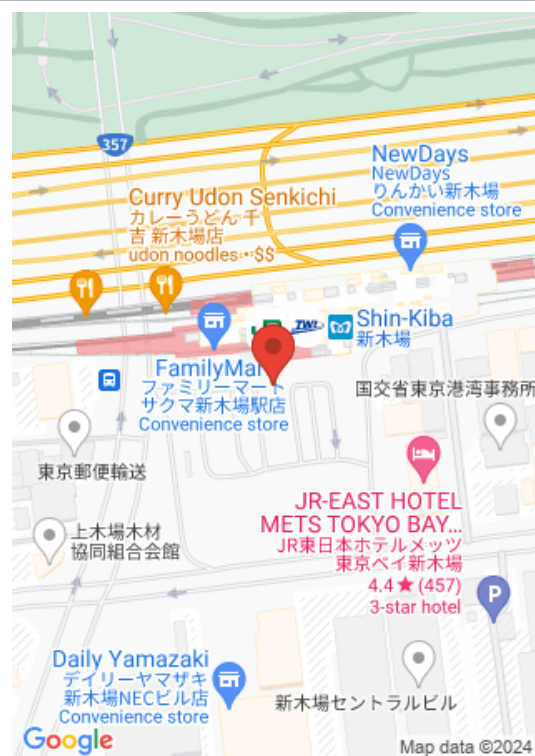 357
NewDays
NewDays
りんかい新木場
Convenience store
Curry Udon Senkichi
カレーうどん 千
吉 新木場店
udon noodles • $$
TWR
Shin-Kiba
新木場
FamilyMar
ファミリーマート
サクマ新木場駅店
Convenience store
国交省東京港湾事務所
東京郵便輸送
JR-EAST HOTEL
METS TOKYO BAY...
JR東日本ホテルメッツ
東京ベイ新木場
4.4★(457)
3-star hotel
上木場木材
協同組合会館
P
Daily Yamazaki
デイリーヤマザキ
新木場NECビル店
Convenience store
新木場セントラルビル
Google
Map data ©2024